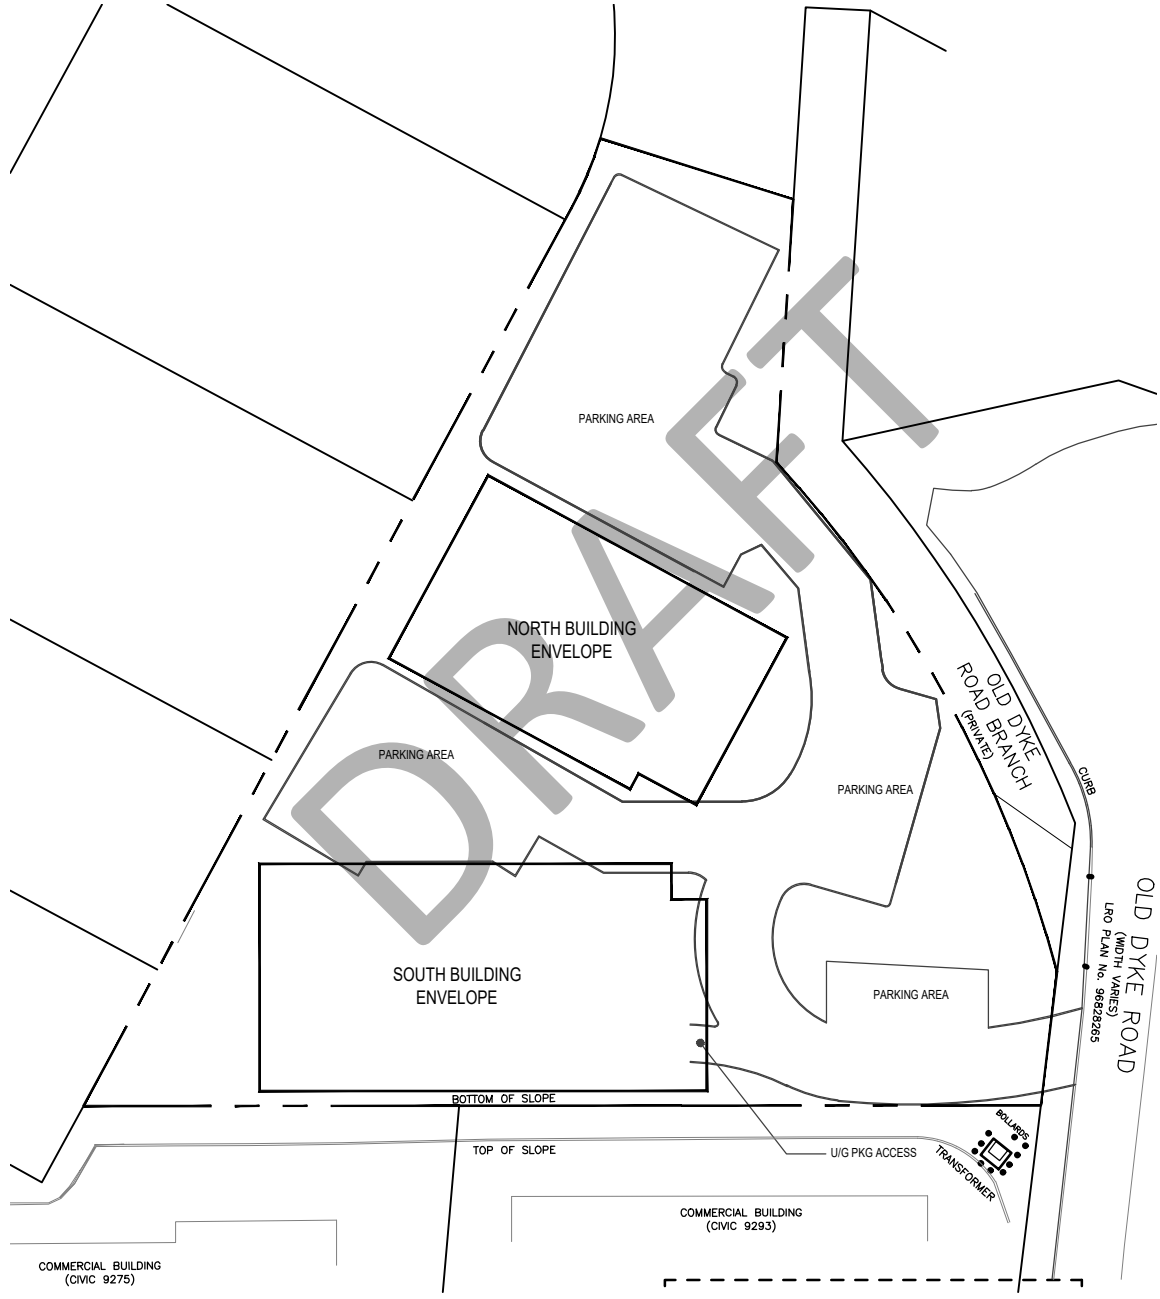 PARKING AREA
DRAFT
NORTH BUILDING
ENVELOPE
OLD DYKE
ROAD BRANCH
(PRIVATE)
PARKING AREA
CURB
PARKING AREA
OLD DYKE ROAD
(WIDTH VARIES)
LRO PLAN No. 96828265
SOUTH BUILDING
ENVELOPE
PARKING AREA
BOTTOM OF SLOPE
BOLLARDS
TOP OF SLOPE
U/G PKG ACCESS
TRANSFORMER
COMMERCIAL BUILDING
(CIVIC 9293)
COMMERCIAL BUILDING
(CIVIC 9275)